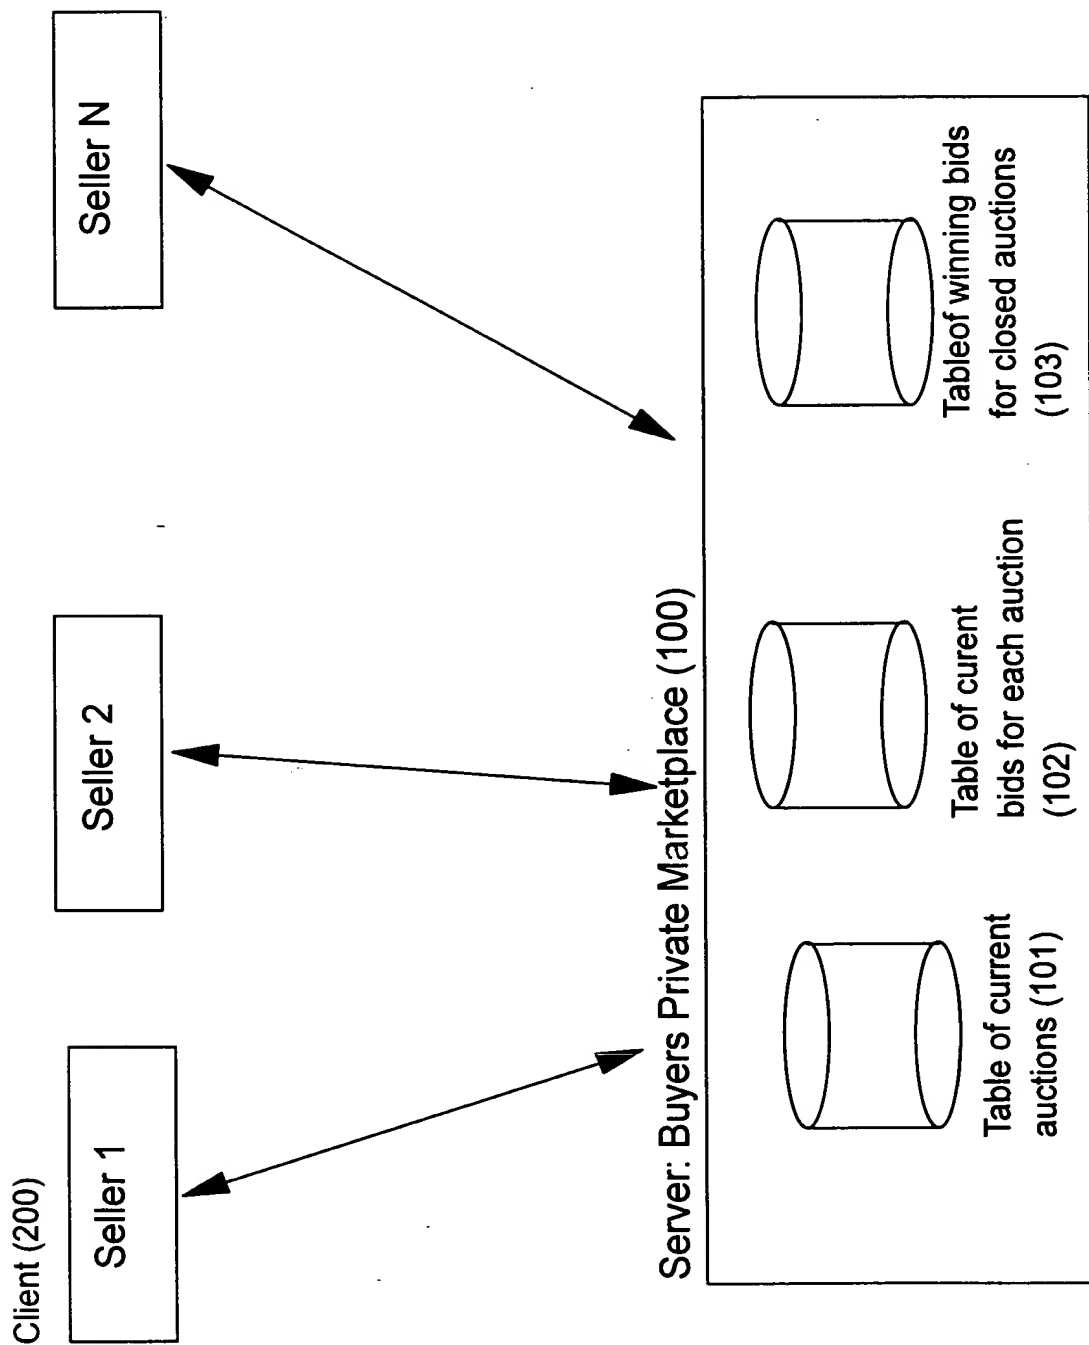 Client (200)
Seller 1
Seller 2
Seller N
Server: Buyers Private Marketplace (100)
Table of current
auctions (101)
Table of curent
bids for each auction
(102)
Tableof winning bids
for closed auctions
(103)